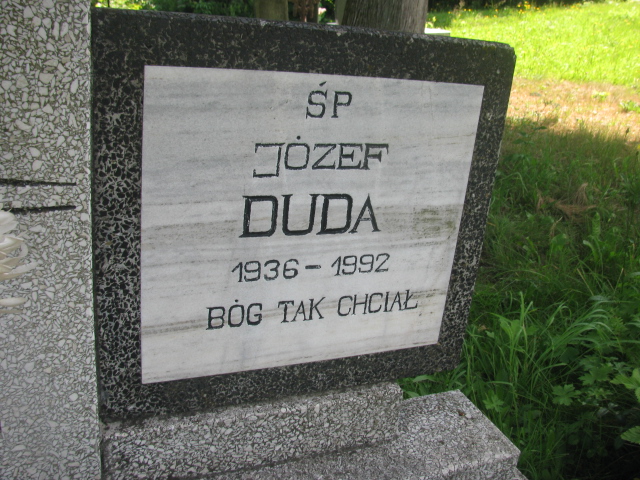 ŚP
JÓZEF
DUDA
1936 - 1992
BÓG TAK CHCIAŁ